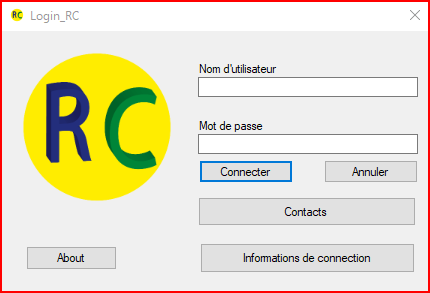 RC Login_RC
RC
Nom d'utilisateur
Mot de passe
Connecter
Annuler
Contacts
About
Informations de connection